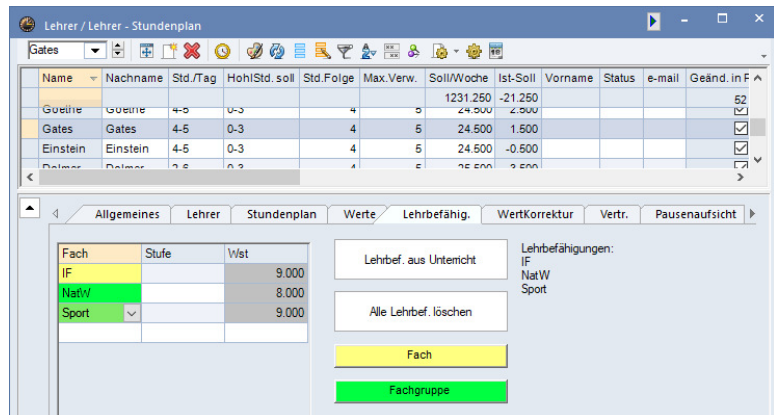 Lehrer / Lehrer - Stundenplan
Gates
Name Nachname Std./Tag HohlStd. soll Std.Folge Max.Verw. Soll/Woche Ist-Soll Vorname Status e-mail Geänd. in F
1231.250 -21.250 52
Goethe Goethe 4-5 0-3 4 5 24.500 2.500
Gates Gates 4-5 0-3 4 5 24.500 1.500
Einstein Einstein 4-5 0-3 4 5 24.500 -0.500
Allgemeines Lehrer Stundenplan Werte Lehrbefähig. WertKorrektur Vertr. Pausenaufsicht
Fach Stufe Wst
IF 9.000
NatW 8.000
Sport 9.000
Lehrbef. aus Unterricht
Alle Lehrbef. löschen
Fach
Fachgruppe
Lehrbefähigungen:
IF
NatW
Sport